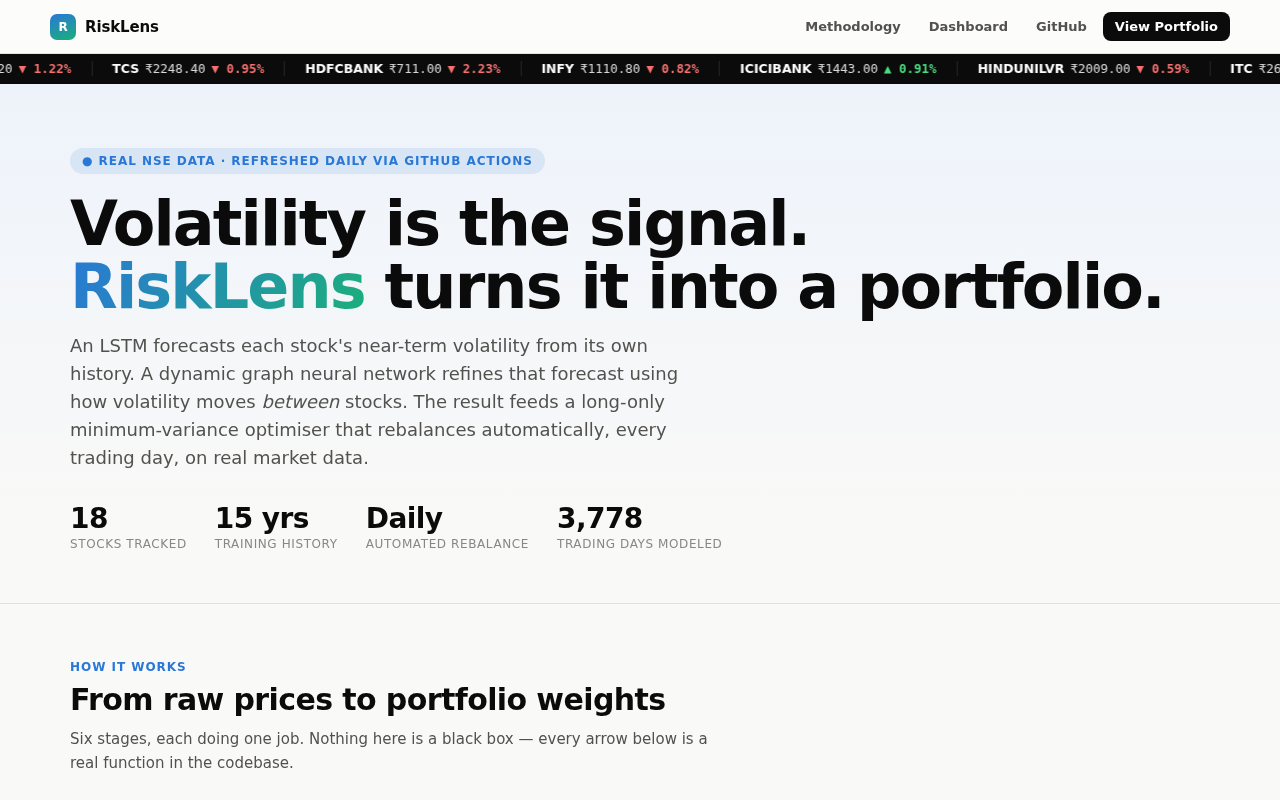 R RiskLens Methodology Dashboard GitHub View Portfolio
20 ▼ 1.22% TCS ₹2248.40 ▼ 0.95% HDFCBANK ₹711.00 ▼ 2.23% INFY ₹1110.80 ▼ 0.82% ICICIBANK ₹1443.00 ▲ 0.91% HINDUNILVR ₹2009.00 ▼ 0.59% ITC ₹26
● REAL NSE DATA · REFRESHED DAILY VIA GITHUB ACTIONS
Volatility is the signal.
RiskLens turns it into a portfolio.
An LSTM forecasts each stock's near-term volatility from its own
history. A dynamic graph neural network refines that forecast using
how volatility moves between stocks. The result feeds a long-only
minimum-variance optimiser that rebalances automatically, every
trading day, on real market data.
18 15 yrs Daily 3,778
STOCKS TRACKED TRAINING HISTORY AUTOMATED REBALANCE TRADING DAYS MODELED
HOW IT WORKS
From raw prices to portfolio weights
Six stages, each doing one job. Nothing here is a black box — every arrow below is a
real function in the codebase.